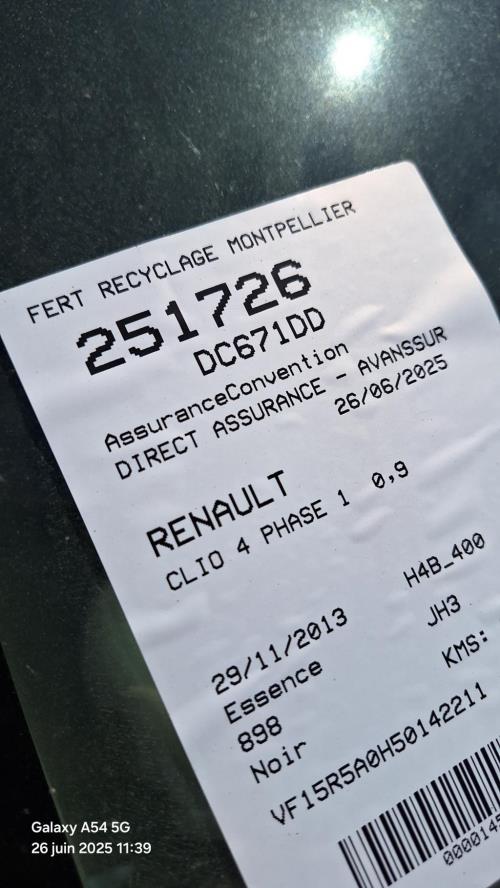 FERT RECYCLAGE MONTPELLIER
251726
DC671DD
AssuranceConvention
DIRECT ASSURANCE - AVANSSUR
26/06/2025
RENAULT
CLIO 4 PHASE 1 0,9
29/11/2013 H4B_400
Essence JH3
898 KMS:
Noir
VF15R5A0H50142211
Galaxy A54 5G
26 juin 2025 11:39